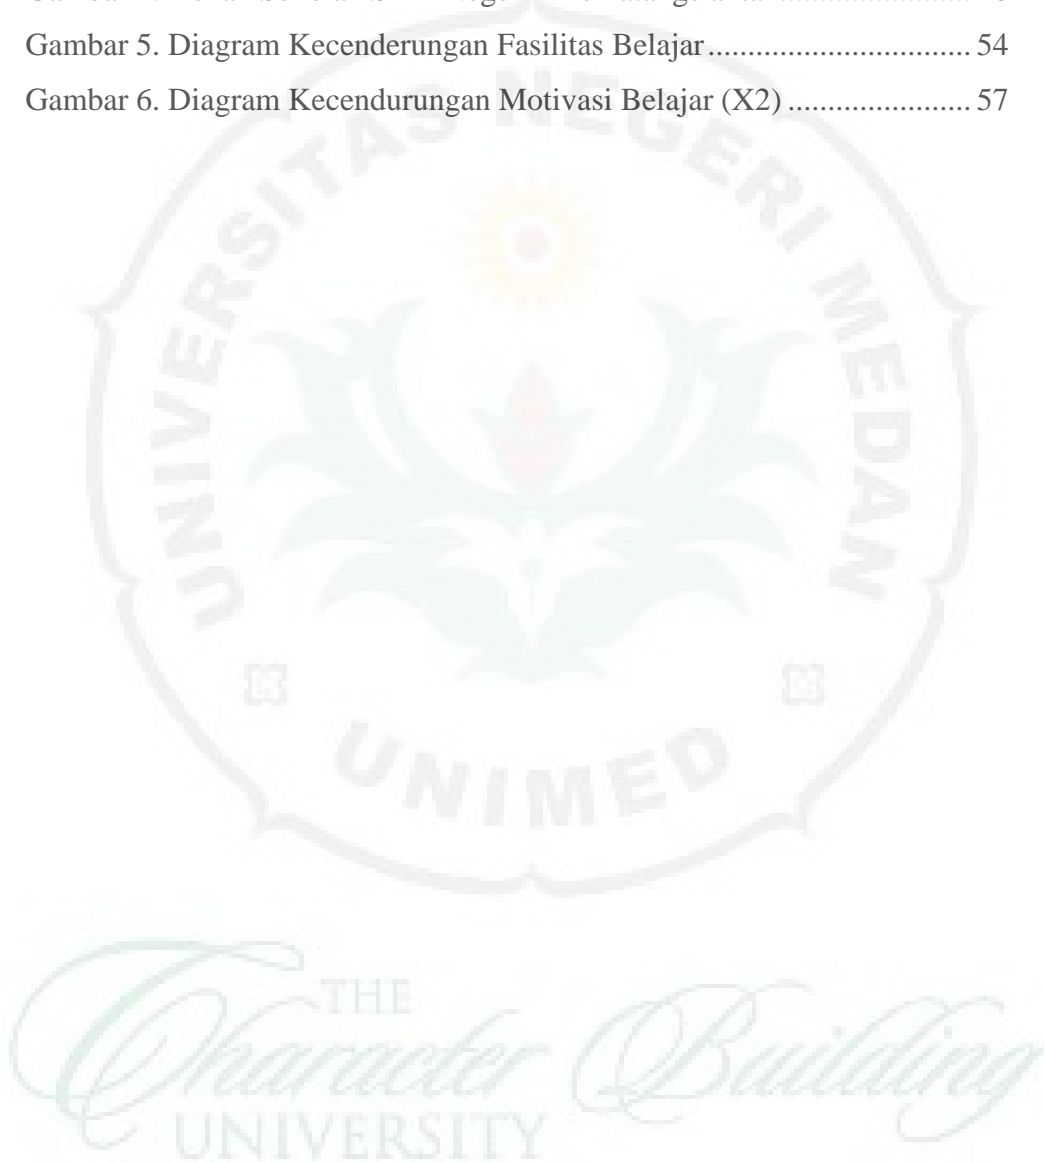 Gambar 5. Diagram Kecenderungan Fasilitas Belajar................................. 54
Gambar 6. Diagram Kecendurungan Motivasi Belajar (X2) ....................... 57
UNIVERSITAS NEGERI MEDAN
UNIMED
THE
Character Building
UNIVERSITY